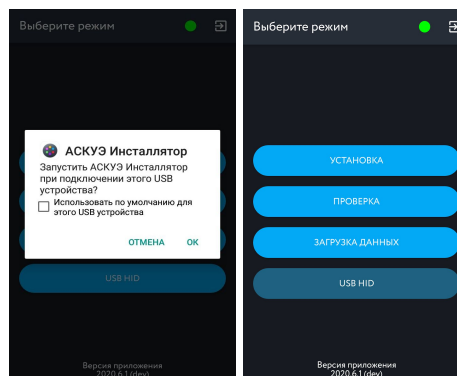 Выберите режим
АСКУЭ Инсталлятор
Запустить АСКУЭ Инсталлятор
при подключении этого USB
устройства?
Использовать по умолчанию для
этого USB устройства
ОТМЕНА ОК
USB HID
Версия приложения
2020.6.1 (dev)
Выберите режим
УСТАНОВКА
ПРОВЕРКА
ЗАГРУЗКА ДАННЫХ
USB HID
Версия приложения
2020.6.1 (dev)